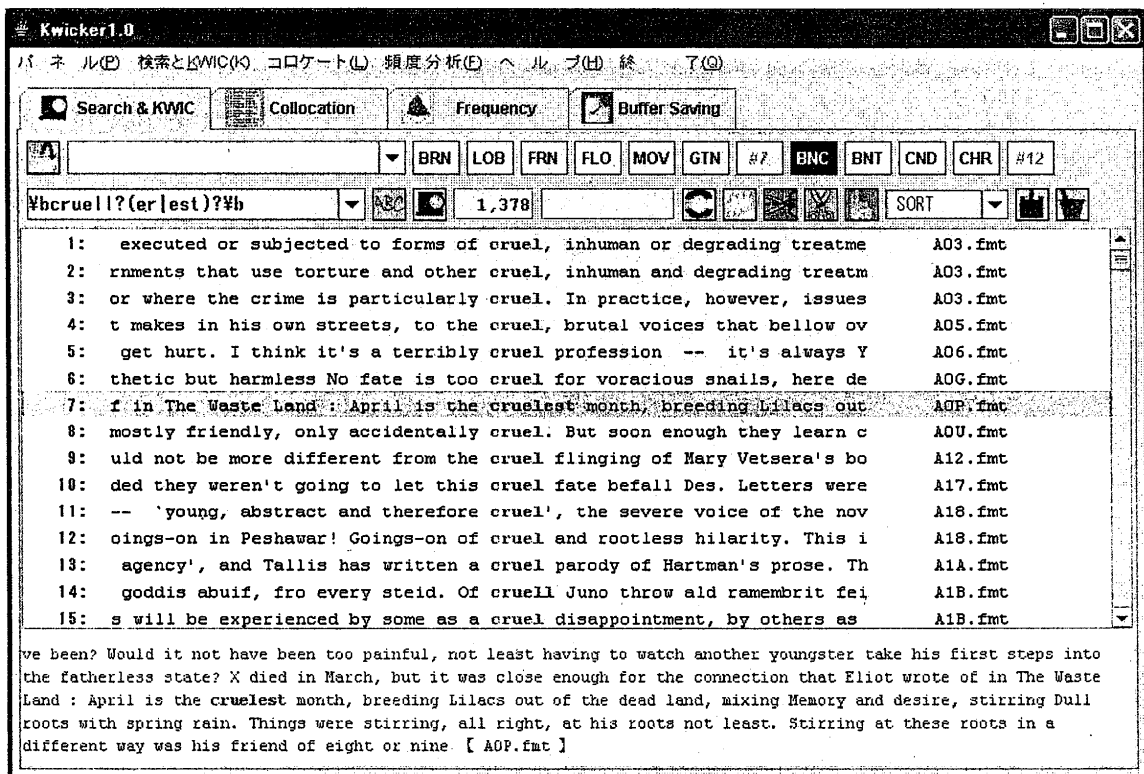 Kwicker1.0
パ ネ ル(P) 検索とKWIC(K) コロケート(L) 頻度分析(F) ヘ ル プ(H) 終 了(Q)
Search & KWIC Collocation Frequency Buffer Saving
BRN LOB FRN FLO MOV GTN #7 BNC BNT CND CHR #12
¥bcruell?(er|est)?¥b ABC 1,378 SORT
1: executed or subjected to forms of cruel, inhuman or degrading treatme A03.fmt
2: rnments that use torture and other cruel, inhuman and degrading treatm A03.fmt
3: or where the crime is particularly cruel. In practice, however, issues A03.fmt
4: t makes in his own streets, to the cruel, brutal voices that bellow ov A05.fmt
5: get hurt. I think it's a terribly cruel profession -- it's always Y A06.fmt
6: thetic but harmless No fate is too cruel for voracious snails, here de A0G.fmt
7: f in The Waste Land : April is the cruelest month, breeding Lilacs out A0P.fmt
8: mostly friendly, only accidentally cruel. But soon enough they learn c A0U.fmt
9: uld not be more different from the cruel flinging of Mary Vetsera's bo A12.fmt
10: ded they weren't going to let this cruel fate befall Des. Letters were A17.fmt
11: -- `young, abstract and therefore cruel', the severe voice of the nov A18.fmt
12: oings-on in Peshawar! Goings-on of cruel and rootless hilarity. This i A18.fmt
13: agency', and Tallis has written a cruel parody of Hartman's prose. Th A1A.fmt
14: goddis abuif, fro every steid. Of cruell Juno throw ald ramembrit fei A1B.fmt
15: s will be experienced by some as a cruel disappointment, by others as A1B.fmt
ve been? Would it not have been too painful, not least having to watch another youngster take his first steps into
the fatherless state? X died in March, but it was close enough for the connection that Eliot wrote of in The Waste
Land : April is the cruelest month, breeding Lilacs out of the dead land, mixing Memory and desire, stirring Dull
roots with spring rain. Things were stirring, all right, at his roots not least. Stirring at these roots in a
different way was his friend of eight or nine 【 A0P.fmt 】